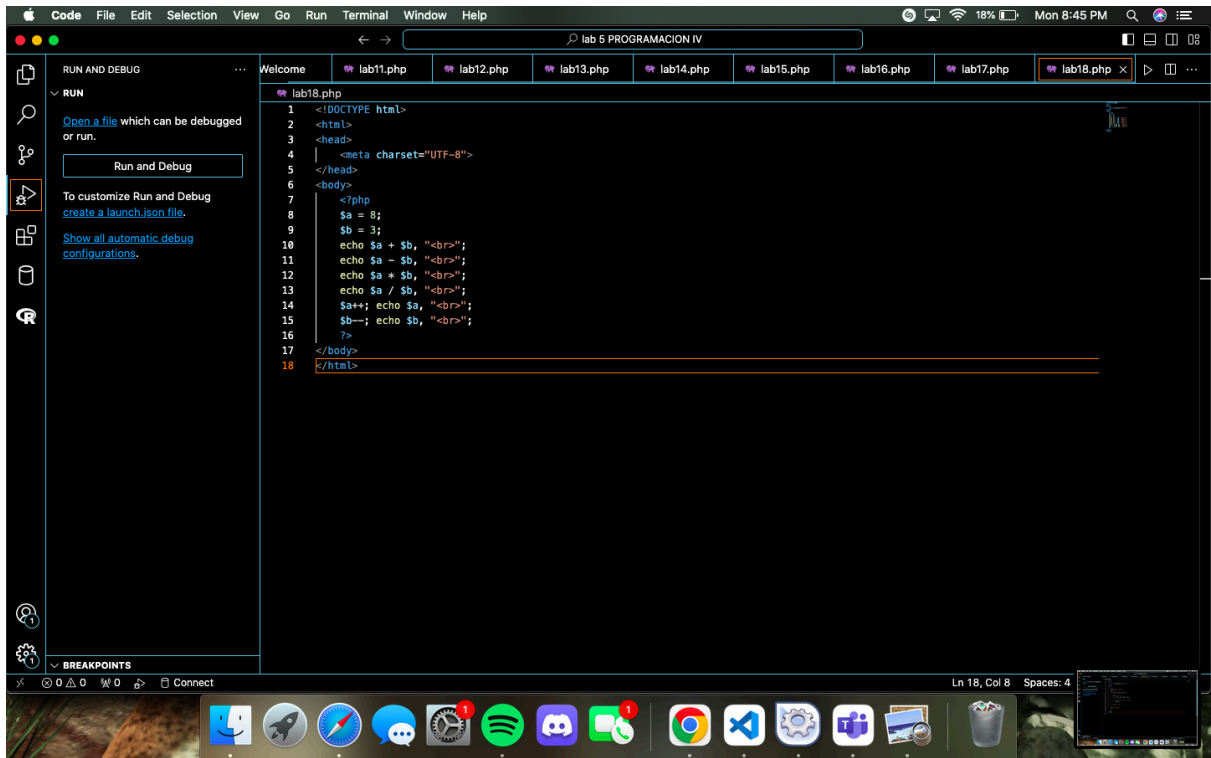 Code File Edit Selection View Go Run Terminal Window Help 18% Mon 8:45 PM
lab 5 PROGRAMACION IV
RUN AND DEBUG
RUN
Open a file which can be debugged
or run.
Run and Debug
To customize Run and Debug
create a launch.json file.
Show all automatic debug
configurations.
BREAKPOINTS
Welcome lab11.php lab12.php lab13.php lab14.php lab15.php lab16.php lab17.php lab18.php
lab18.php
1 <!DOCTYPE html>
2 <html>
3 <head>
4 <meta charset="UTF-8">
5 </head>
6 <body>
7 <?php
8 $a = 8;
9 $b = 3;
10 echo $a + $b, "<br>";
11 echo $a - $b, "<br>";
12 echo $a * $b, "<br>";
13 echo $a / $b, "<br>";
14 $a++; echo $a, "<br>";
15 $b--; echo $b, "<br>";
16 ?>
17 </body>
18 </html>
0 0 0 Connect Ln 18, Col 8 Spaces: 4